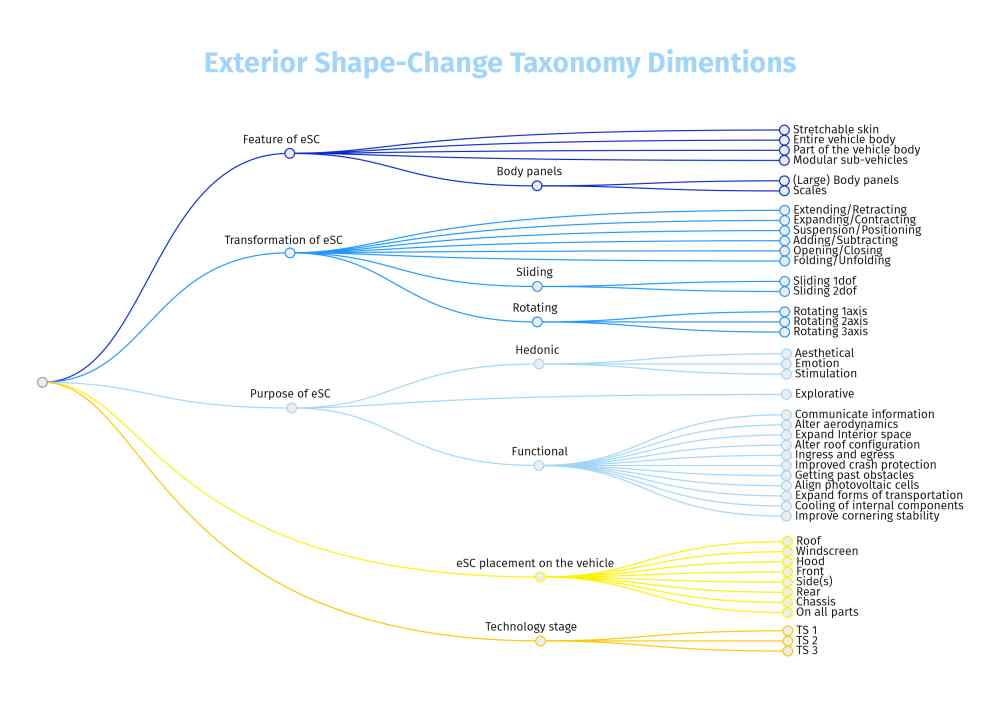 Exterior Shape-Change Taxonomy Dimentions
Feature of eSC
Stretchable skin
Entire vehicle body
Part of the vehicle body
Modular sub-vehicles
Body panels
(Large) Body panels
Scales
Transformation of eSC
Extending/Retracting
Expanding/Contracting
Suspension/Positioning
Adding/Subtracting
Opening/Closing
Folding/Unfolding
Sliding
Sliding 1dof
Sliding 2dof
Rotating
Rotating 1axis
Rotating 2axis
Rotating 3axis
Purpose of eSC
Hedonic
Aesthetical
Emotion
Stimulation
Explorative
Functional
Communicate information
Alter aerodynamics
Expand Interior space
Alter roof configuration
Ingress and egress
Improved crash protection
Getting past obstacles
Align photovoltaic cells
Expand forms of transportation
Cooling of internal components
Improve cornering stability
eSC placement on the vehicle
Roof
Windscreen
Hood
Front
Side(s)
Rear
Chassis
On all parts
Technology stage
TS 1
TS 2
TS 3